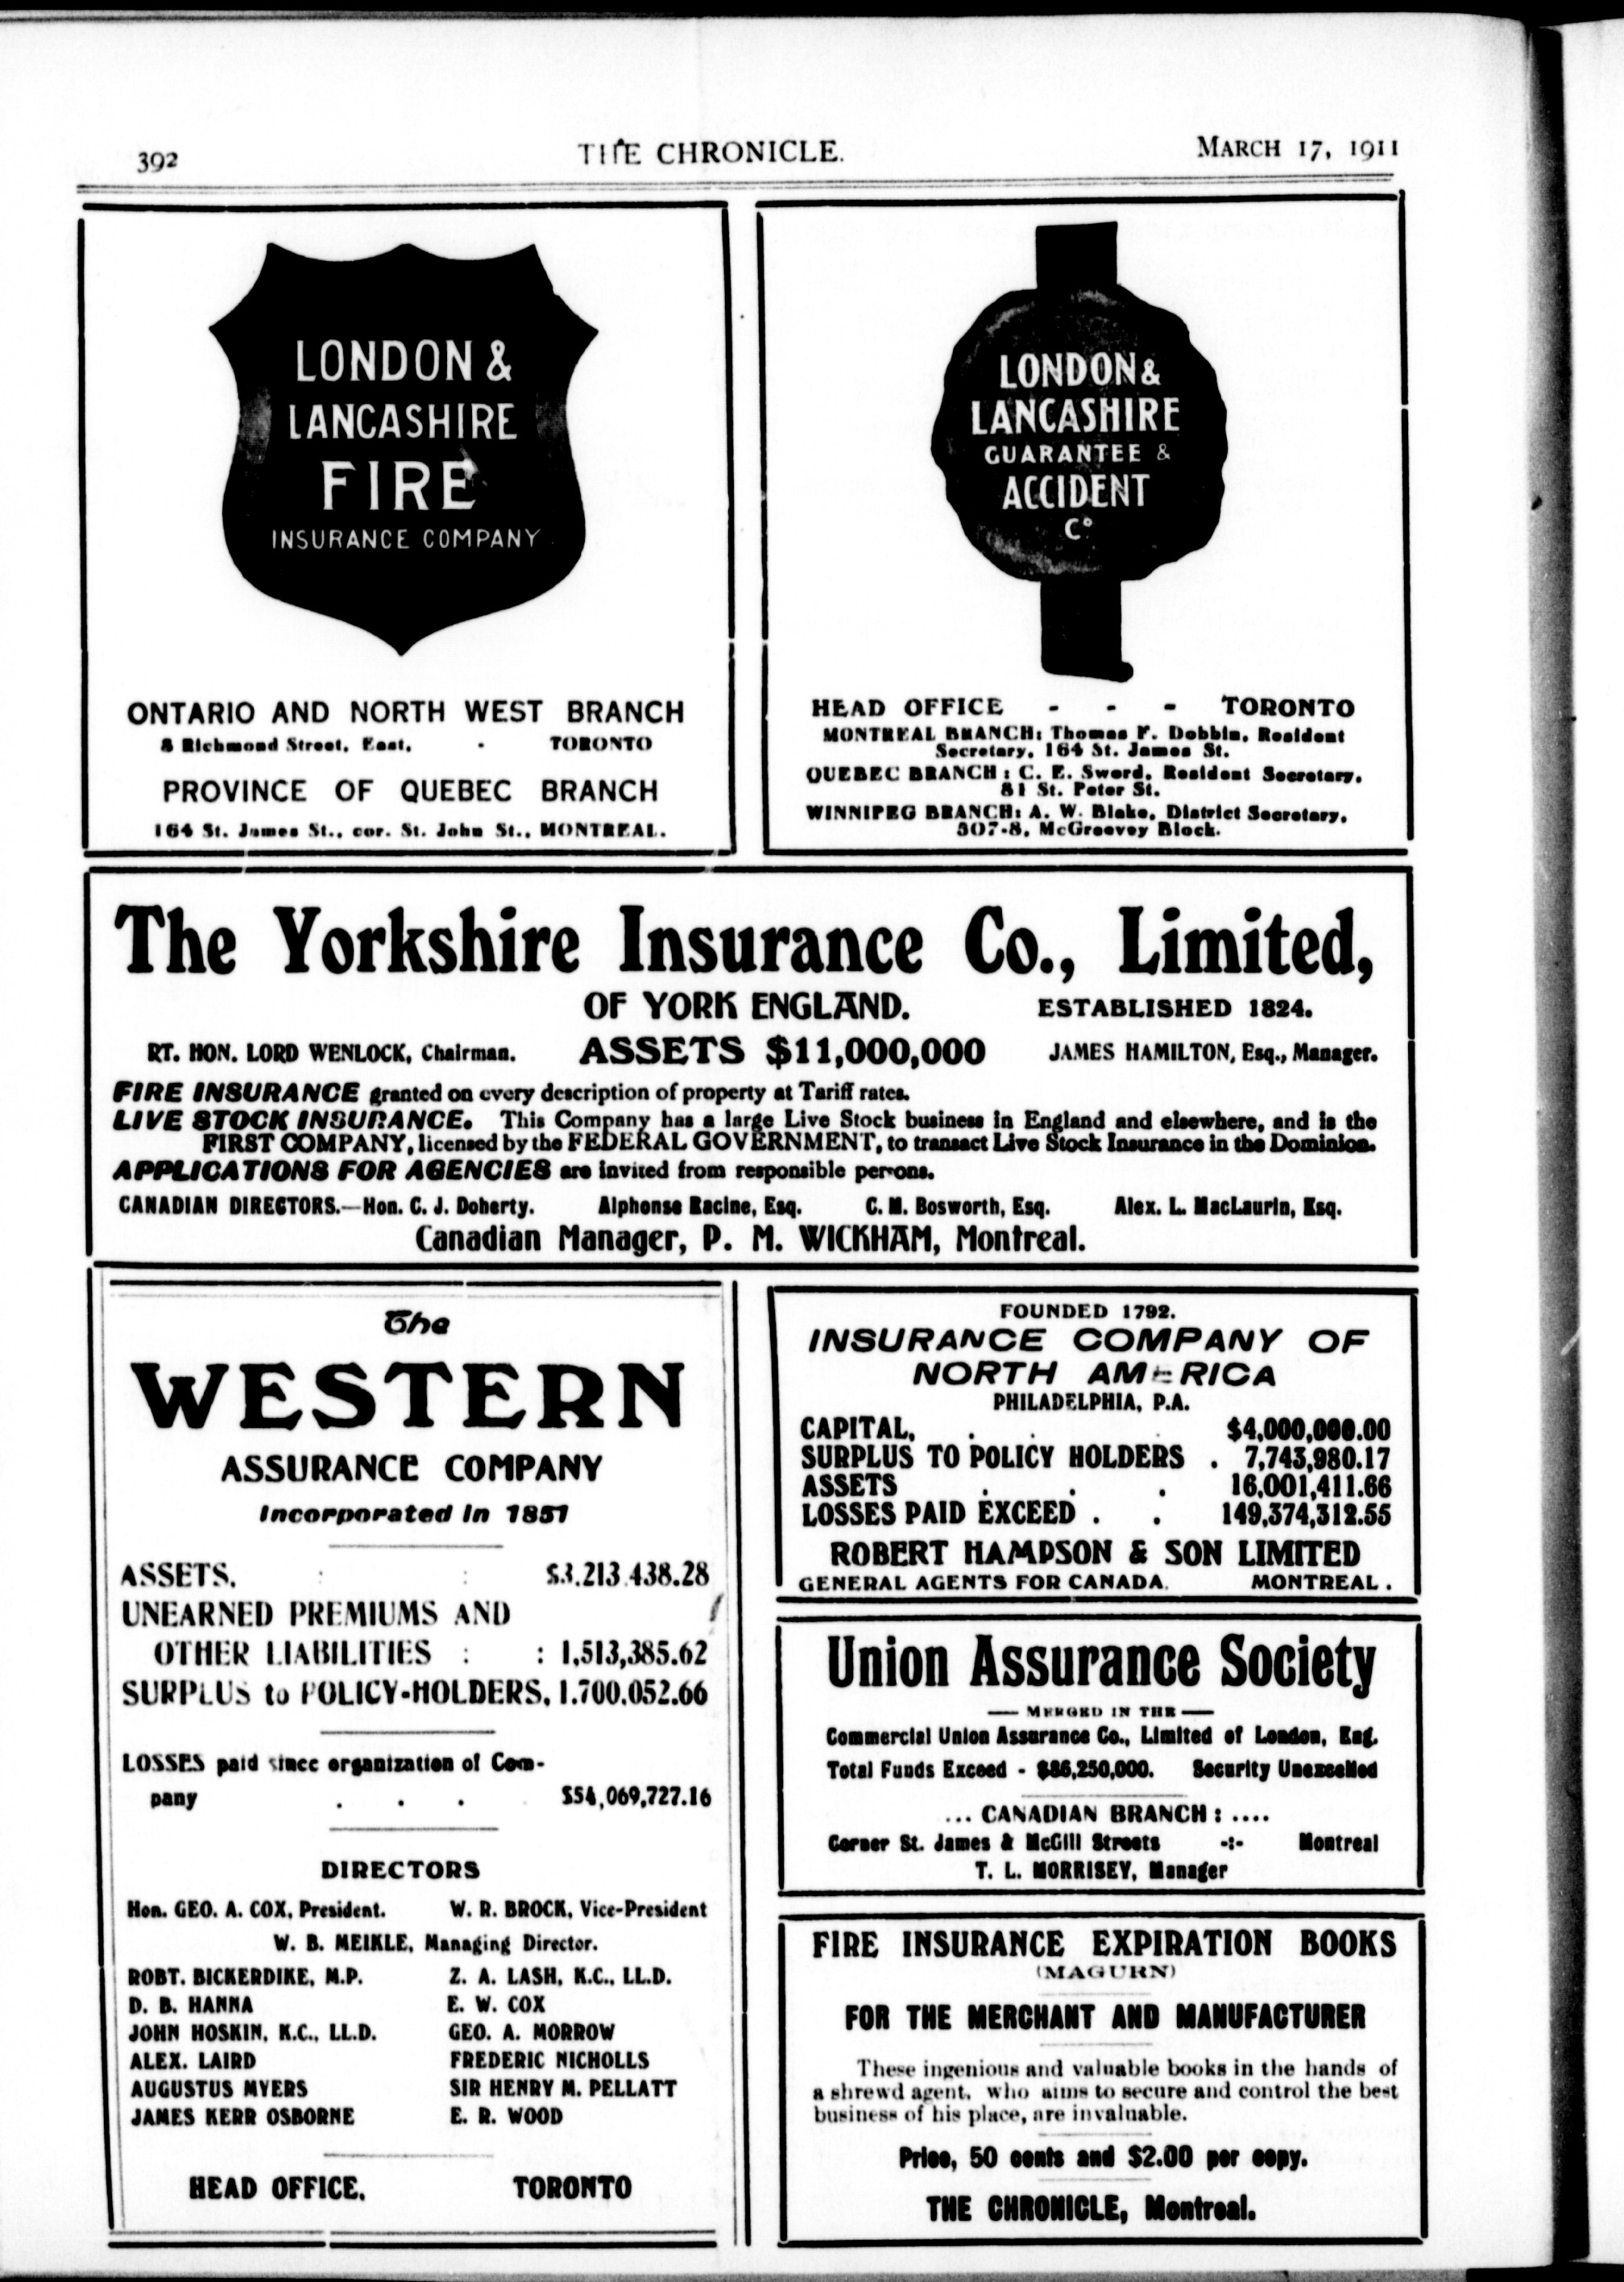 392
THE CHRONICLE.
MARCH 17, 1911
LONDON &
LANCASHIRE
FIRE
INSURANCE COMPANY
ONTARIO AND NORTH WEST BRANCH
8 Richmond Street, East, - TORONTO
PROVINCE OF QUEBEC BRANCH
164 St. James St., cor. St. John St., MONTREAL.
LONDON &
LANCASHIRE
GUARANTEE &
ACCIDENT
Co
HEAD OFFICE - - - TORONTO
MONTREAL BRANCH: Thomas F. Dobbin, Resident
Secretary, 164 St. James St.
QUEBEC BRANCH: C. E. Sword, Resident Secretary,
81 St. Peter St.
WINNIPEG BRANCH: A. W. Blake, District Secretary,
507-8, McGreevey Block.
The Yorkshire Insurance Co., Limited,
OF YORK ENGLAND. ESTABLISHED 1824.
RT. HON. LORD WENLOCK, Chairman. ASSETS $11,000,000 JAMES HAMILTON, Esq., Manager.
FIRE INSURANCE granted on every description of property at Tariff rates.
LIVE STOCK INSURANCE. This Company has a large Live Stock business in England and elsewhere, and is the
FIRST COMPANY, licensed by the FEDERAL GOVERNMENT, to transact Live Stock Insurance in the Dominion.
APPLICATIONS FOR AGENCIES are invited from responsible persons.
CANADIAN DIRECTORS.—Hon. C. J. Doherty. Alphonse Racine, Esq. C. M. Bosworth, Esq. Alex. L. MacLaurin, Esq.
Canadian Manager, P. M. WICKHAM, Montreal.
The
WESTERN
ASSURANCE COMPANY
Incorporated in 1851
ASSETS, : : $3,213,438.28
UNEARNED PREMIUMS AND
OTHER LIABILITIES : : 1,513,385.62
SURPLUS to POLICY-HOLDERS, 1,700,052.66
LOSSES paid since organization of Com-
pany . . . $54,069,727.16
DIRECTORS
Hon. GEO. A. COX, President. W. R. BROCK, Vice-President
W. B. MEIKLE, Managing Director.
ROBT. BICKERDIKE, M.P. Z. A. LASH, K.C., LL.D.
D. B. HANNA E. W. COX
JOHN HOSKIN, K.C., LL.D. GEO. A. MORROW
ALEX. LAIRD FREDERIC NICHOLLS
AUGUSTUS MYERS SIR HENRY M. PELLATT
JAMES KERR OSBORNE E. R. WOOD
HEAD OFFICE, TORONTO
FOUNDED 1792.
INSURANCE COMPANY OF
NORTH AMERICA
PHILADELPHIA, P.A.
CAPITAL, . . $4,000,000.00
SURPLUS TO POLICY HOLDERS . 7,743,980.17
ASSETS . . . 16,001,411.66
LOSSES PAID EXCEED . . 149,374,312.55
ROBERT HAMPSON & SON LIMITED
GENERAL AGENTS FOR CANADA. MONTREAL.
Union Assurance Society
— MERGED IN THE —
Commercial Union Assurance Co., Limited of London, Eng.
Total Funds Exceed - $86,250,000. Security Unexcelled
... CANADIAN BRANCH: ....
Corner St. James & McGill Streets -:- Montreal
T. L. MORRISEY, Manager
FIRE INSURANCE EXPIRATION BOOKS
(MAGURN)
FOR THE MERCHANT AND MANUFACTURER
These ingenious and valuable books in the hands of
a shrewd agent, who aims to secure and control the best
business of his place, are invaluable.
Price, 50 cents and $2.00 per copy.
THE CHRONICLE, Montreal.